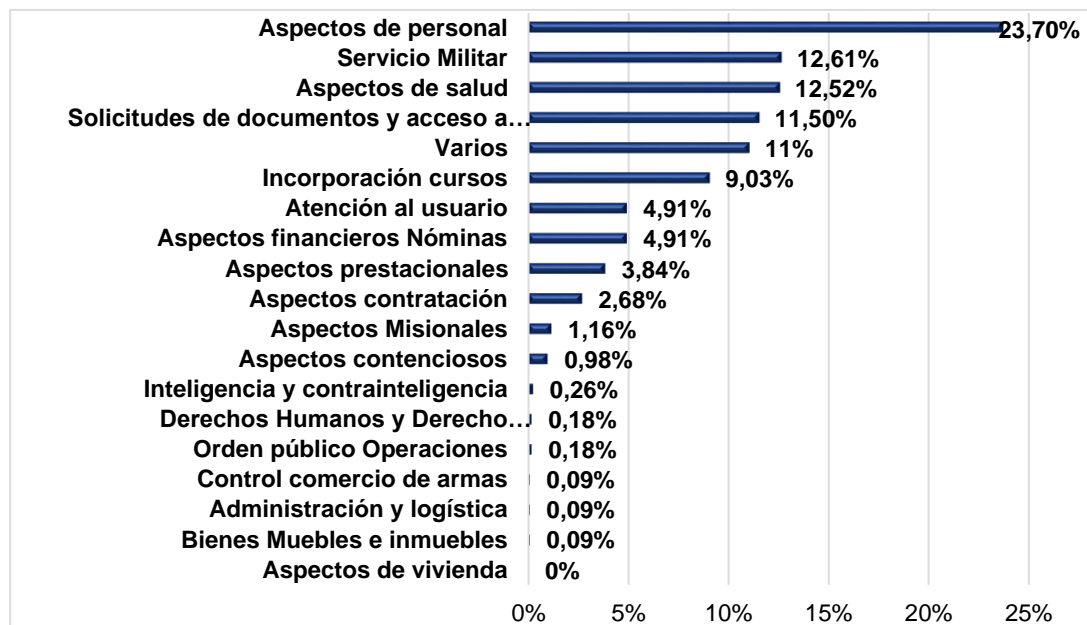 Aspectos de personal 23,70%
Servicio Militar 12,61%
Aspectos de salud 12,52%
Solicitudes de documentos y acceso a… 11,50%
Varios 11%
Incorporación cursos 9,03%
Atención al usuario 4,91%
Aspectos financieros Nóminas 4,91%
Aspectos prestacionales 3,84%
Aspectos contratación 2,68%
Aspectos Misionales 1,16%
Aspectos contenciosos 0,98%
Inteligencia y contrainteligencia 0,26%
Derechos Humanos y Derecho… 0,18%
Orden público Operaciones 0,18%
Control comercio de armas 0,09%
Administración y logística 0,09%
Bienes Muebles e inmuebles 0,09%
Aspectos de vivienda 0%
0% 5% 10% 15% 20% 25%